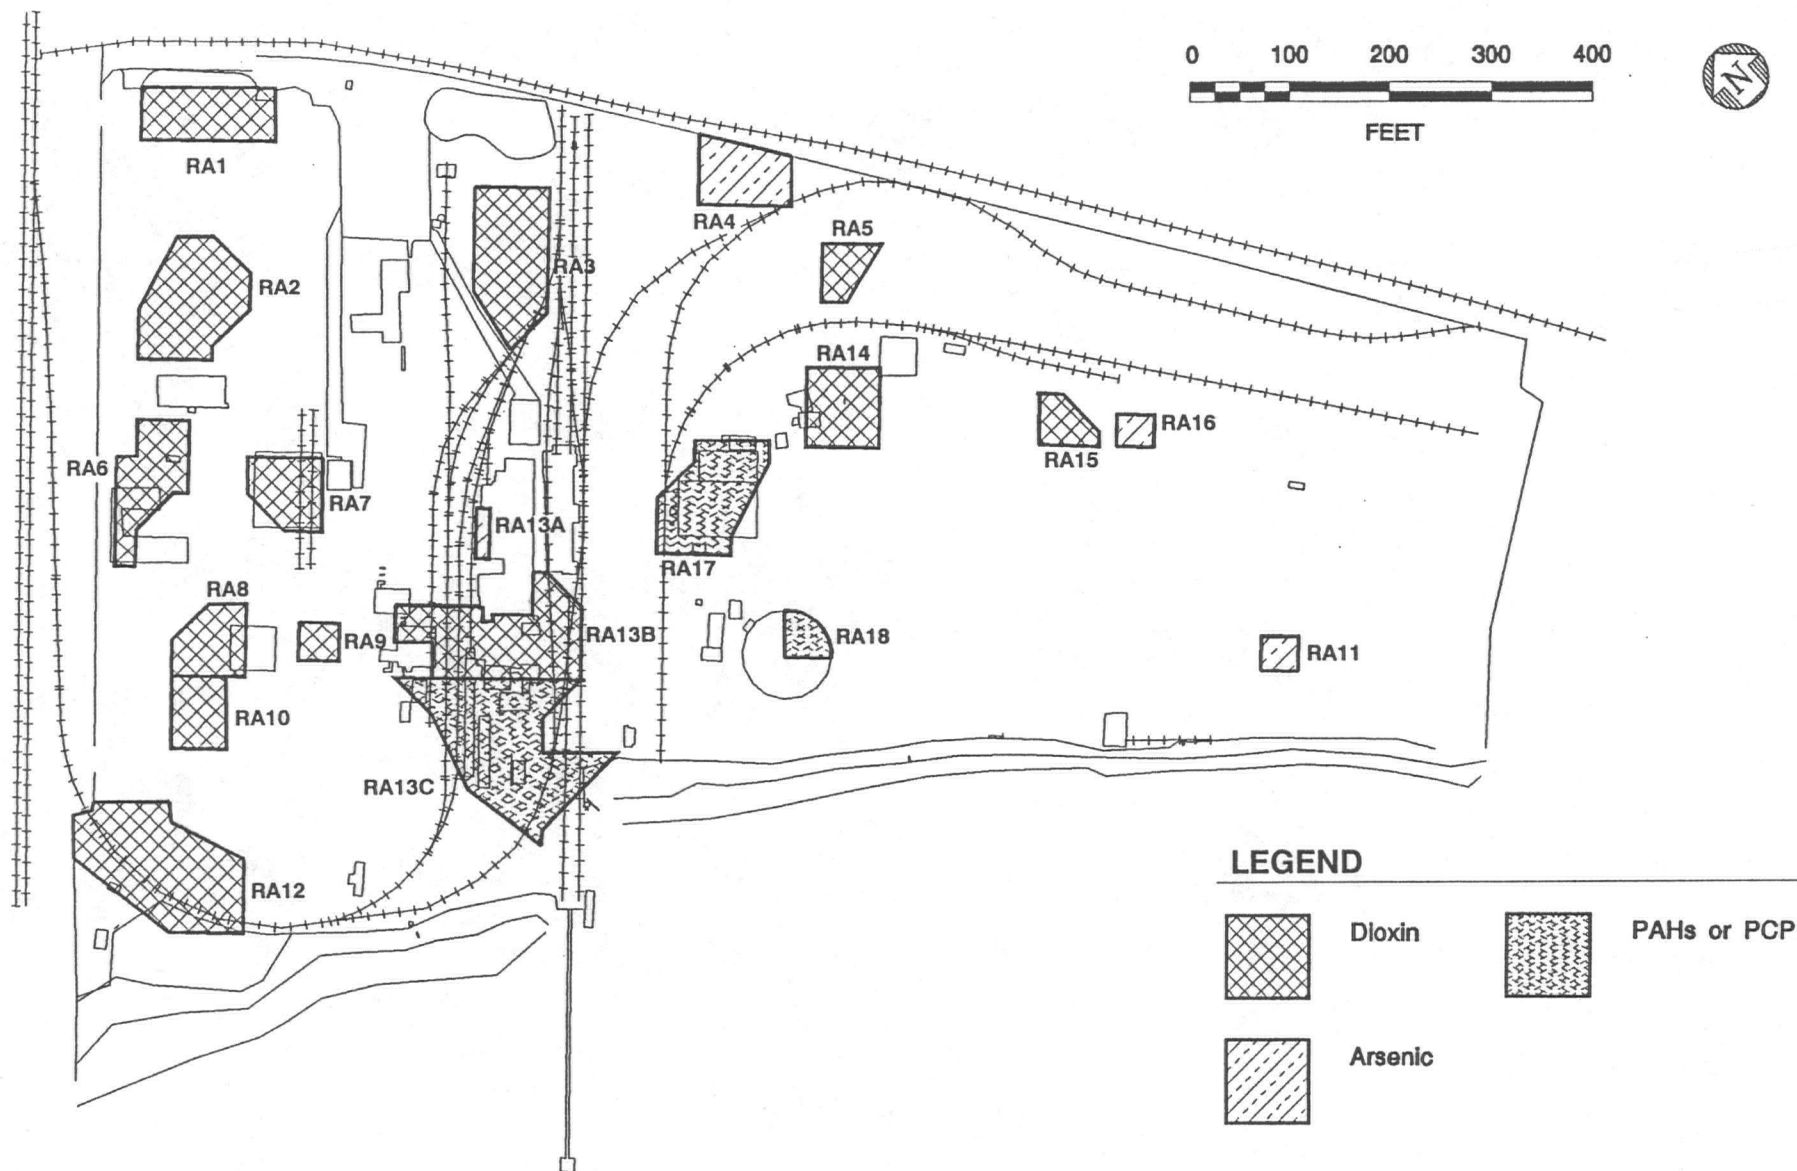 0 100 200 300 400
FEET
N
RA1
RA2
RA3
RA4
RA5
RA6
RA7
RA8
RA9
RA10
RA11
RA12
RA13A
RA13B
RA13C
RA14
RA15
RA16
RA17
RA18
LEGEND
Dioxin
PAHs or PCP
Arsenic